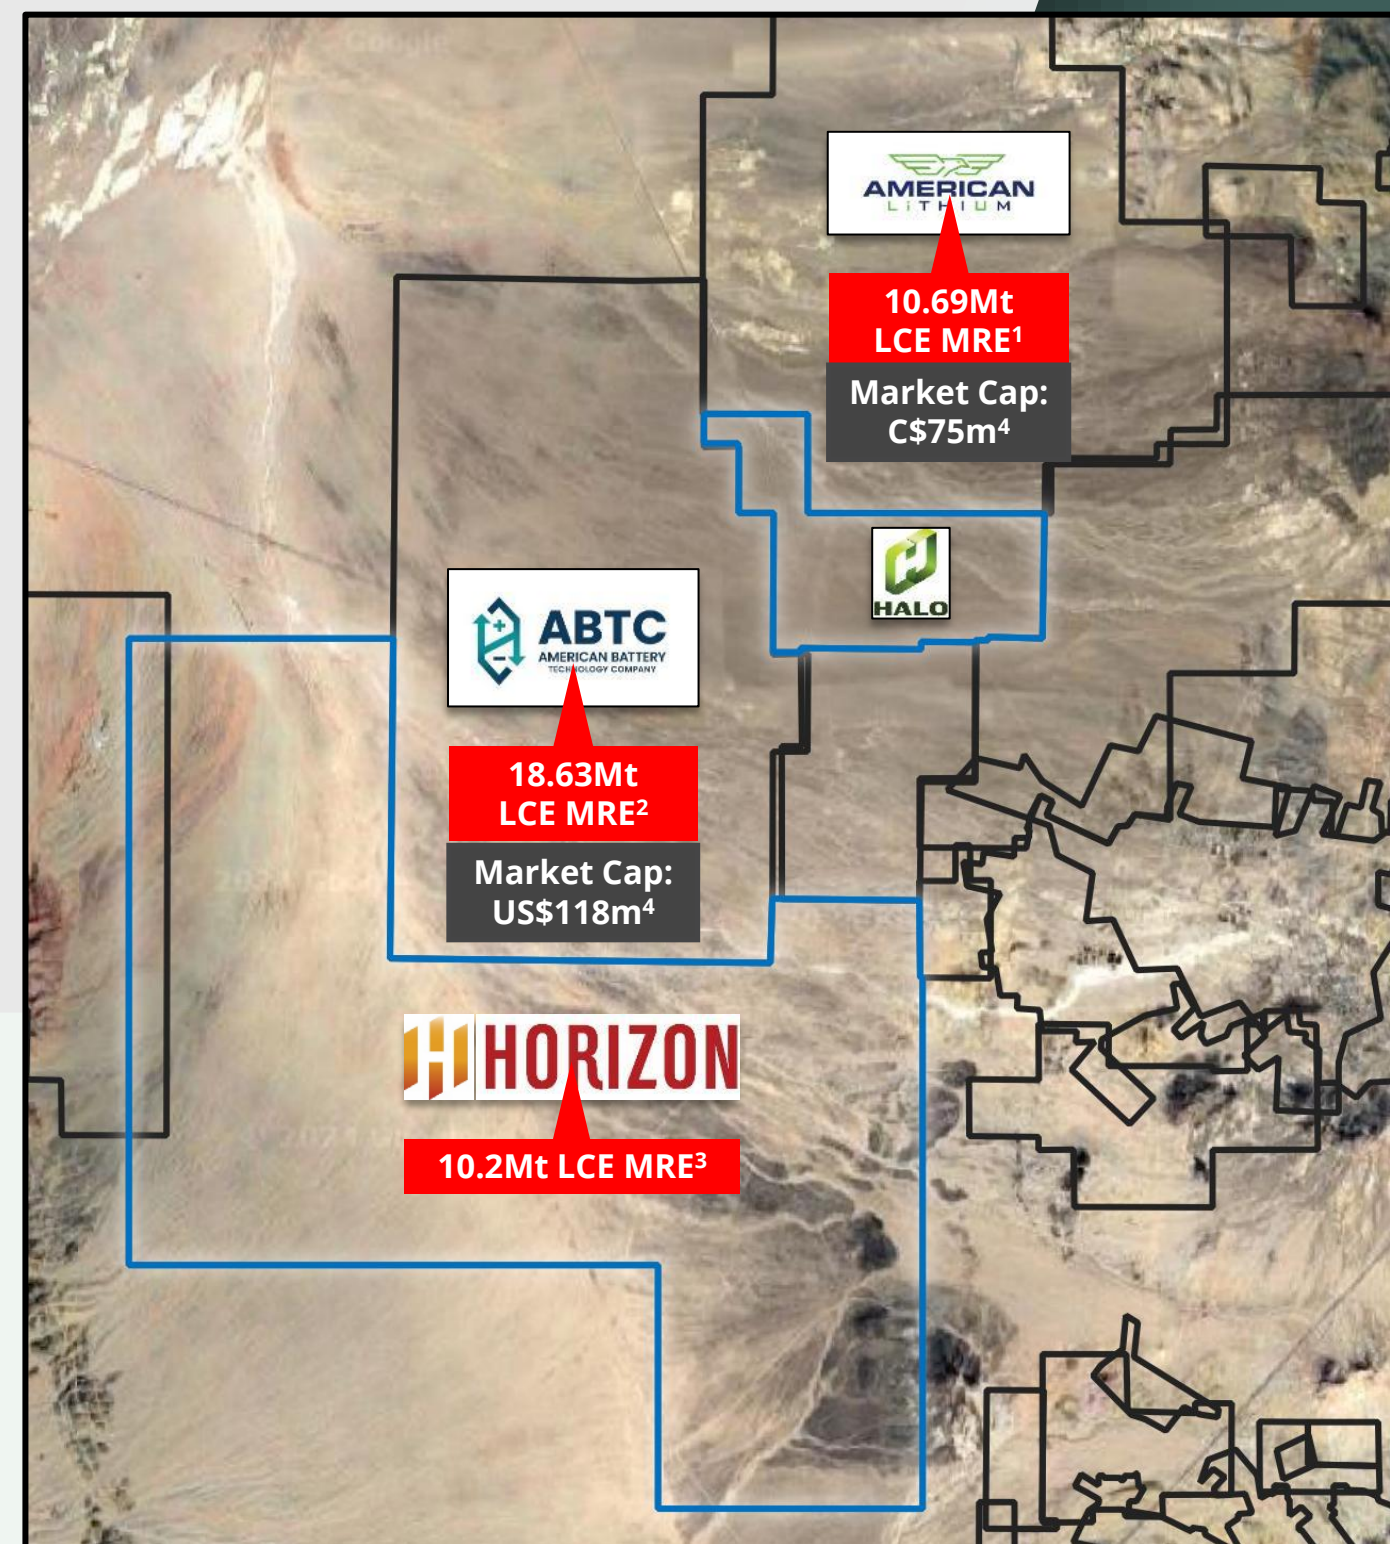 Google
AMERICAN
LiTHIUM
10.69Mt
LCE MRE¹
Market Cap:
C$75m⁴
HALO
ABTC
AMERICAN BATTERY
TECHNOLOGY COMPANY
18.63Mt
LCE MRE²
Market Cap:
US$118m⁴
HORIZON
10.2Mt LCE MRE³